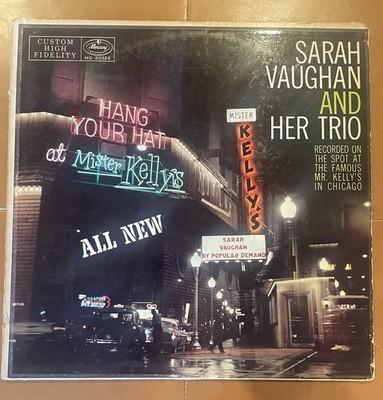 CUSTOM
HIGH
FIDELITY
Mercury
MG 20326
SARAH
VAUGHAN
AND
HER TRIO
RECORDED ON
THE SPOT AT
THE FAMOUS
MR. KELLY'S
IN CHICAGO
HANG
YOUR HAT
at Mister Kelly's
MISTER
KELLY'S
ALL NEW
SARAH
VAUGHAN
BY POPULAR DEMAND